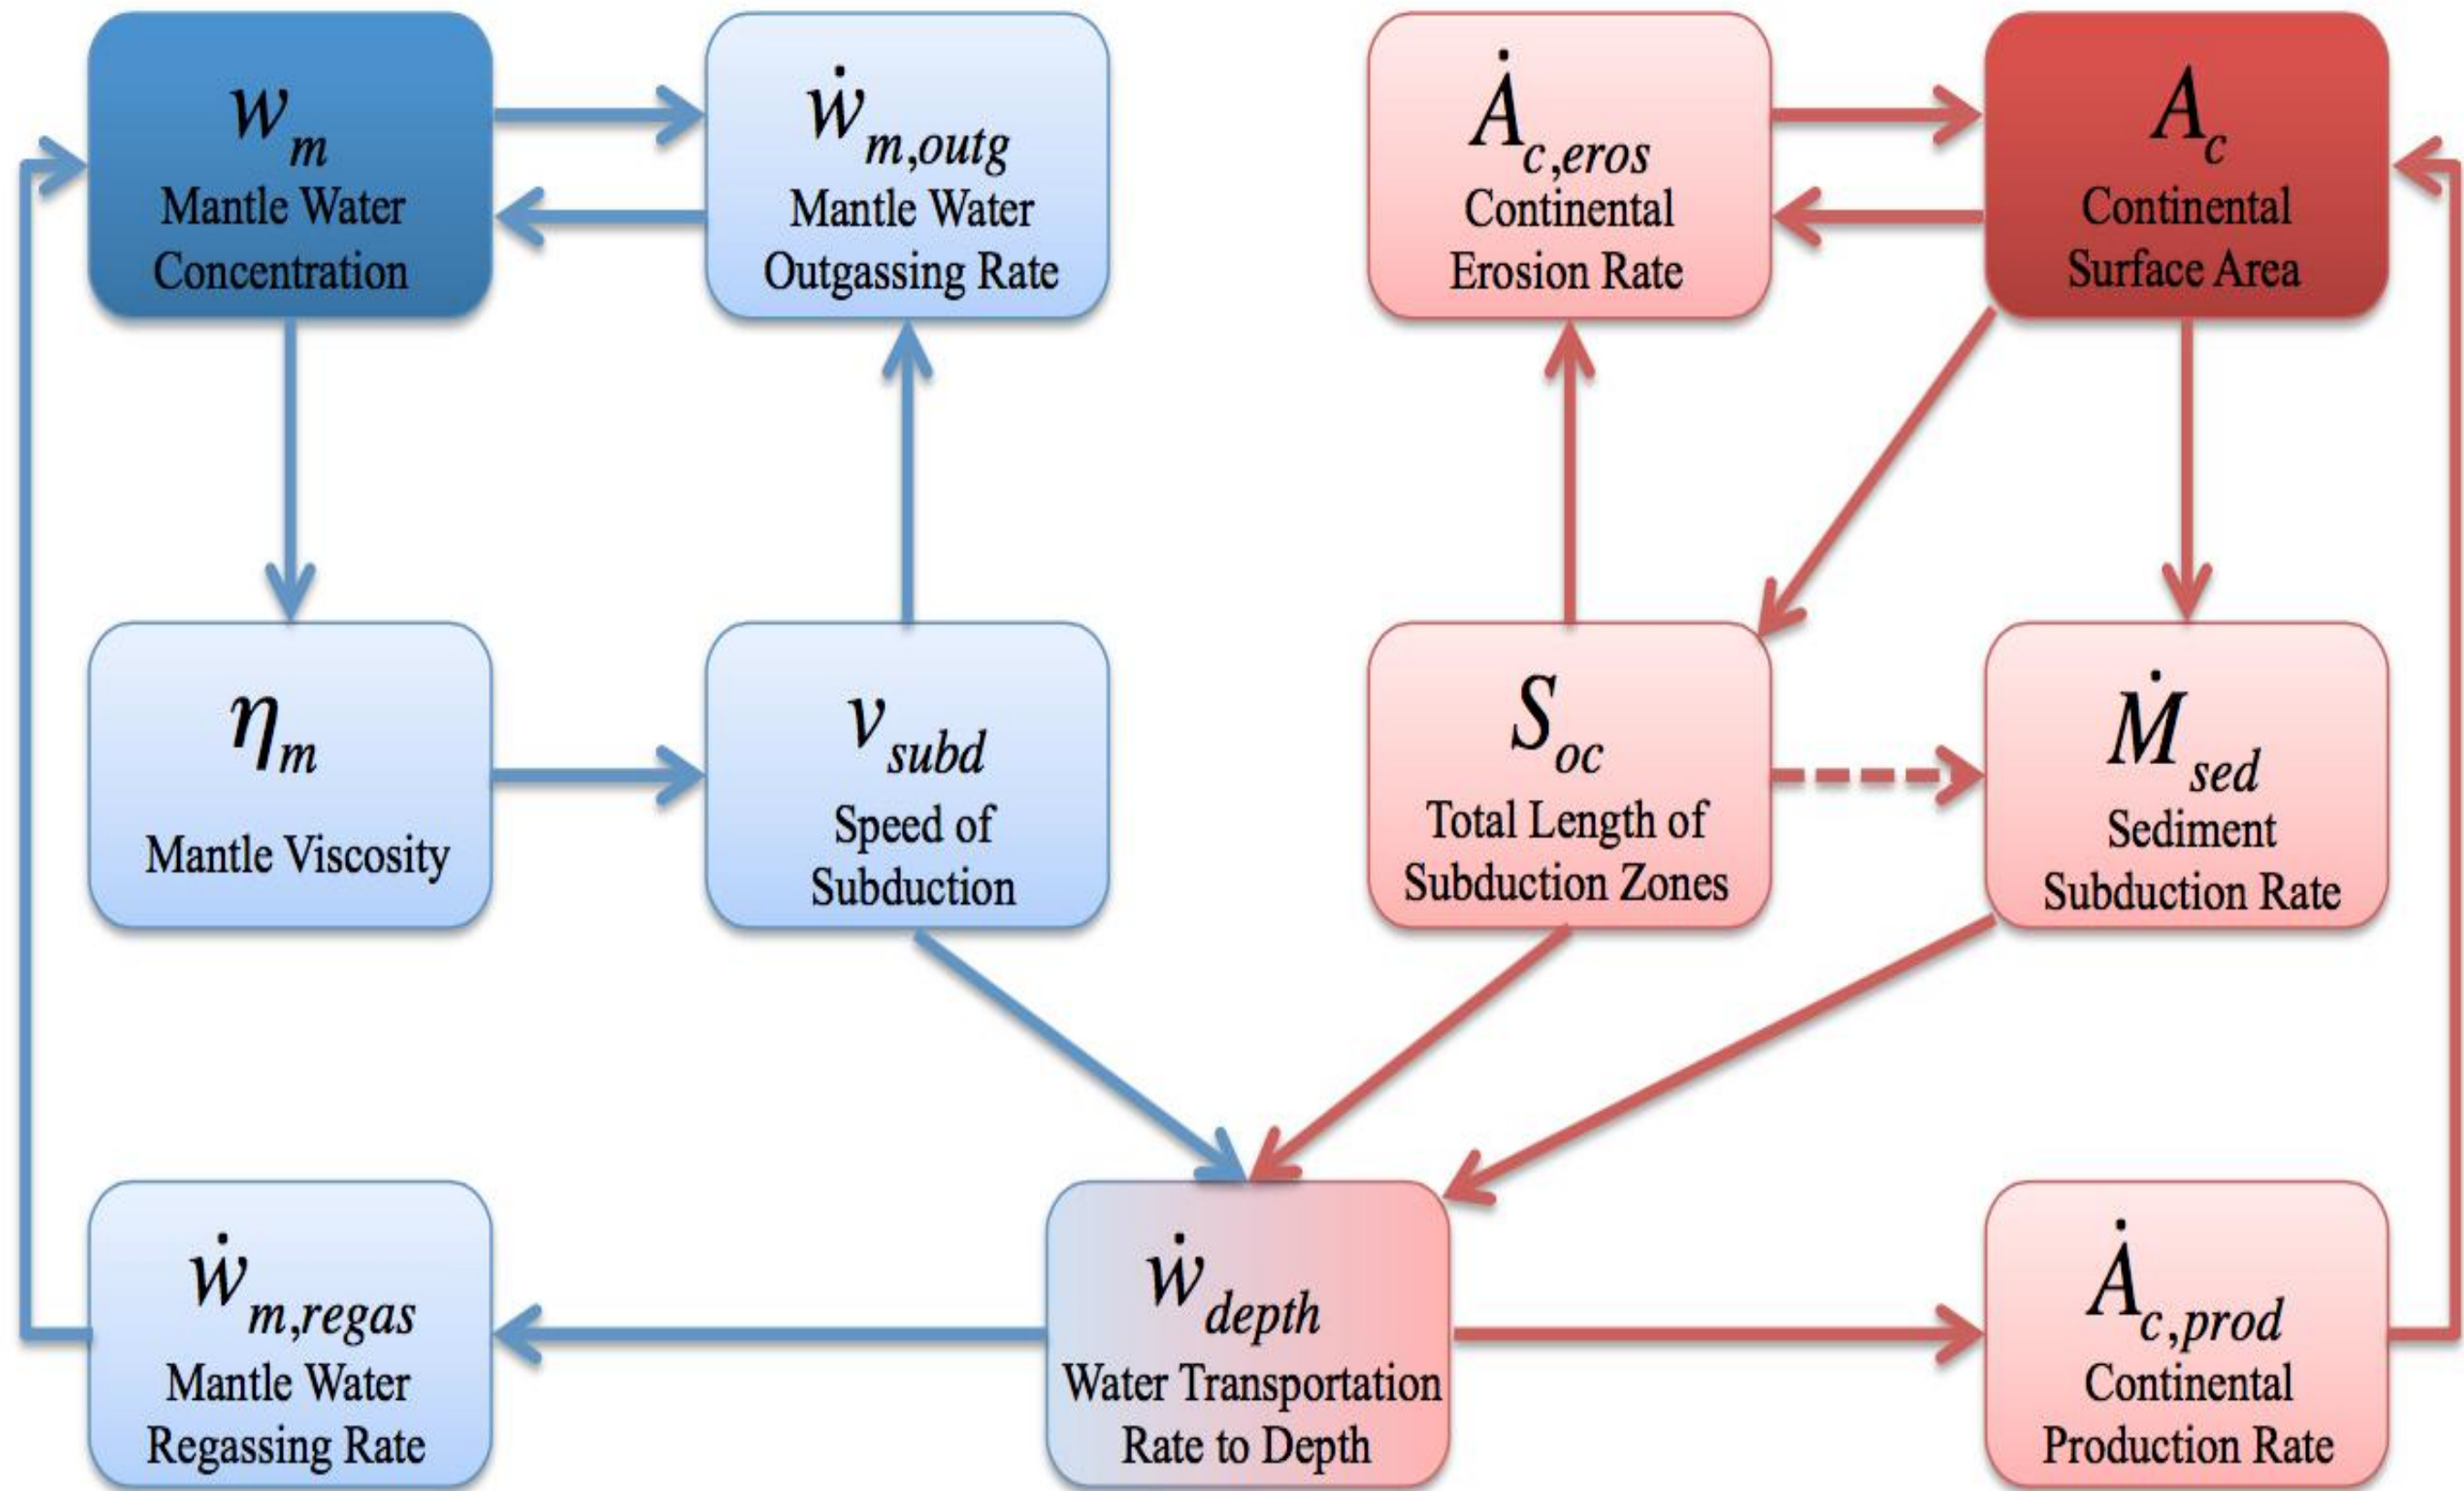 ẇ_m,outg
Ȧ_c,eros
w_m
A_c
Mantle Water
Concentration
Mantle Water
Outgassing Rate
Continental
Erosion Rate
Continental
Surface Area
η_m
Mantle Viscosity
v_subd
Speed of
Subduction
S_oc
Total Length of
Subduction Zones
Ṁ_sed
Sediment
Subduction Rate
ẇ_m,regas
Mantle Water
Regassing Rate
ẇ_depth
Water Transportation
Rate to Depth
Ȧ_c,prod
Continental
Production Rate